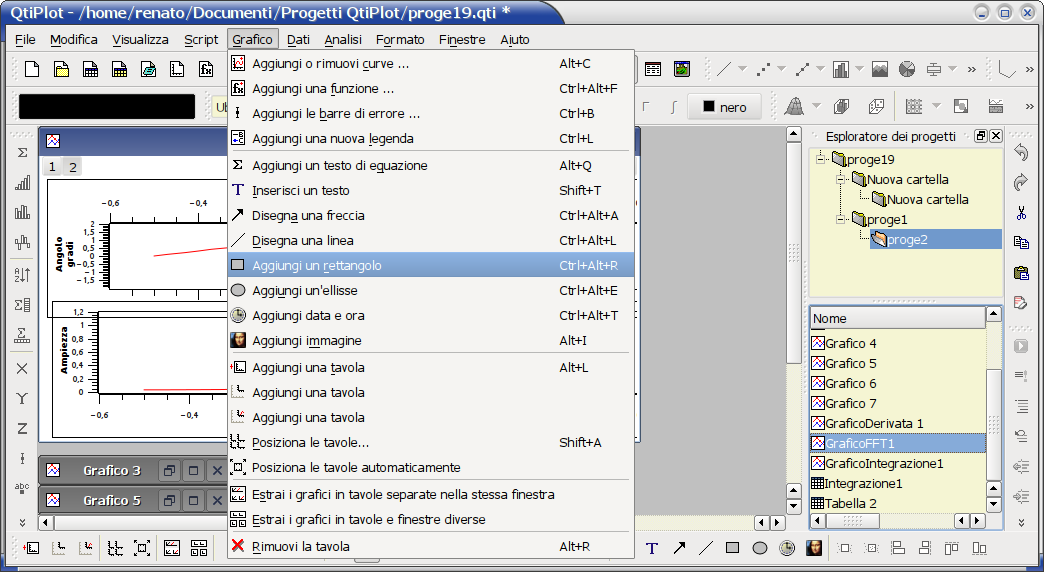 QtiPlot - /home/renato/Documenti/Progetti QtiPlot/proge19.qti *
File Modifica Visualizza Script Grafico Dati Analisi Formato Finestre Aiuto
nero
Aggiungi o rimuovi curve ... Alt+C
Aggiungi una funzione ... Ctrl+Alt+F
Aggiungi le barre di errore ... Ctrl+B
Aggiungi una nuova legenda Ctrl+L
Aggiungi un testo di equazione Alt+Q
Inserisci un testo Shift+T
Disegna una freccia Ctrl+Alt+A
Disegna una linea Ctrl+Alt+L
Aggiungi un rettangolo Ctrl+Alt+R
Aggiungi un'ellisse Ctrl+Alt+E
Aggiungi data e ora Ctrl+Alt+T
Aggiungi immagine Alt+I
Aggiungi una tavola Alt+L
Aggiungi una tavola
Aggiungi una tavola
Posiziona le tavole... Shift+A
Posiziona le tavole automaticamente
Estrai i grafici in tavole separate nella stessa finestra
Estrai i grafici in tavole e finestre diverse
Rimuovi la tavola Alt+R
1 2
−0,6 −0,4
Angolo
gradi
2
1,5
1
0,5
0
−0,5
−1
−1,5
−2
Ampiezza
1,2
1
0,8
0,6
0,4
0,2
0
−0,6 −0,4
Grafico 3
Grafico 5
Esploratore dei progetti
proge19
Nuova cartella
Nuova cartella
proge1
proge2
Nome
Grafico 4
Grafico 5
Grafico 6
Grafico 7
GraficoDerivata 1
GraficoFFT1
GraficoIntegrazione1
Integrazione1
Tabella 2